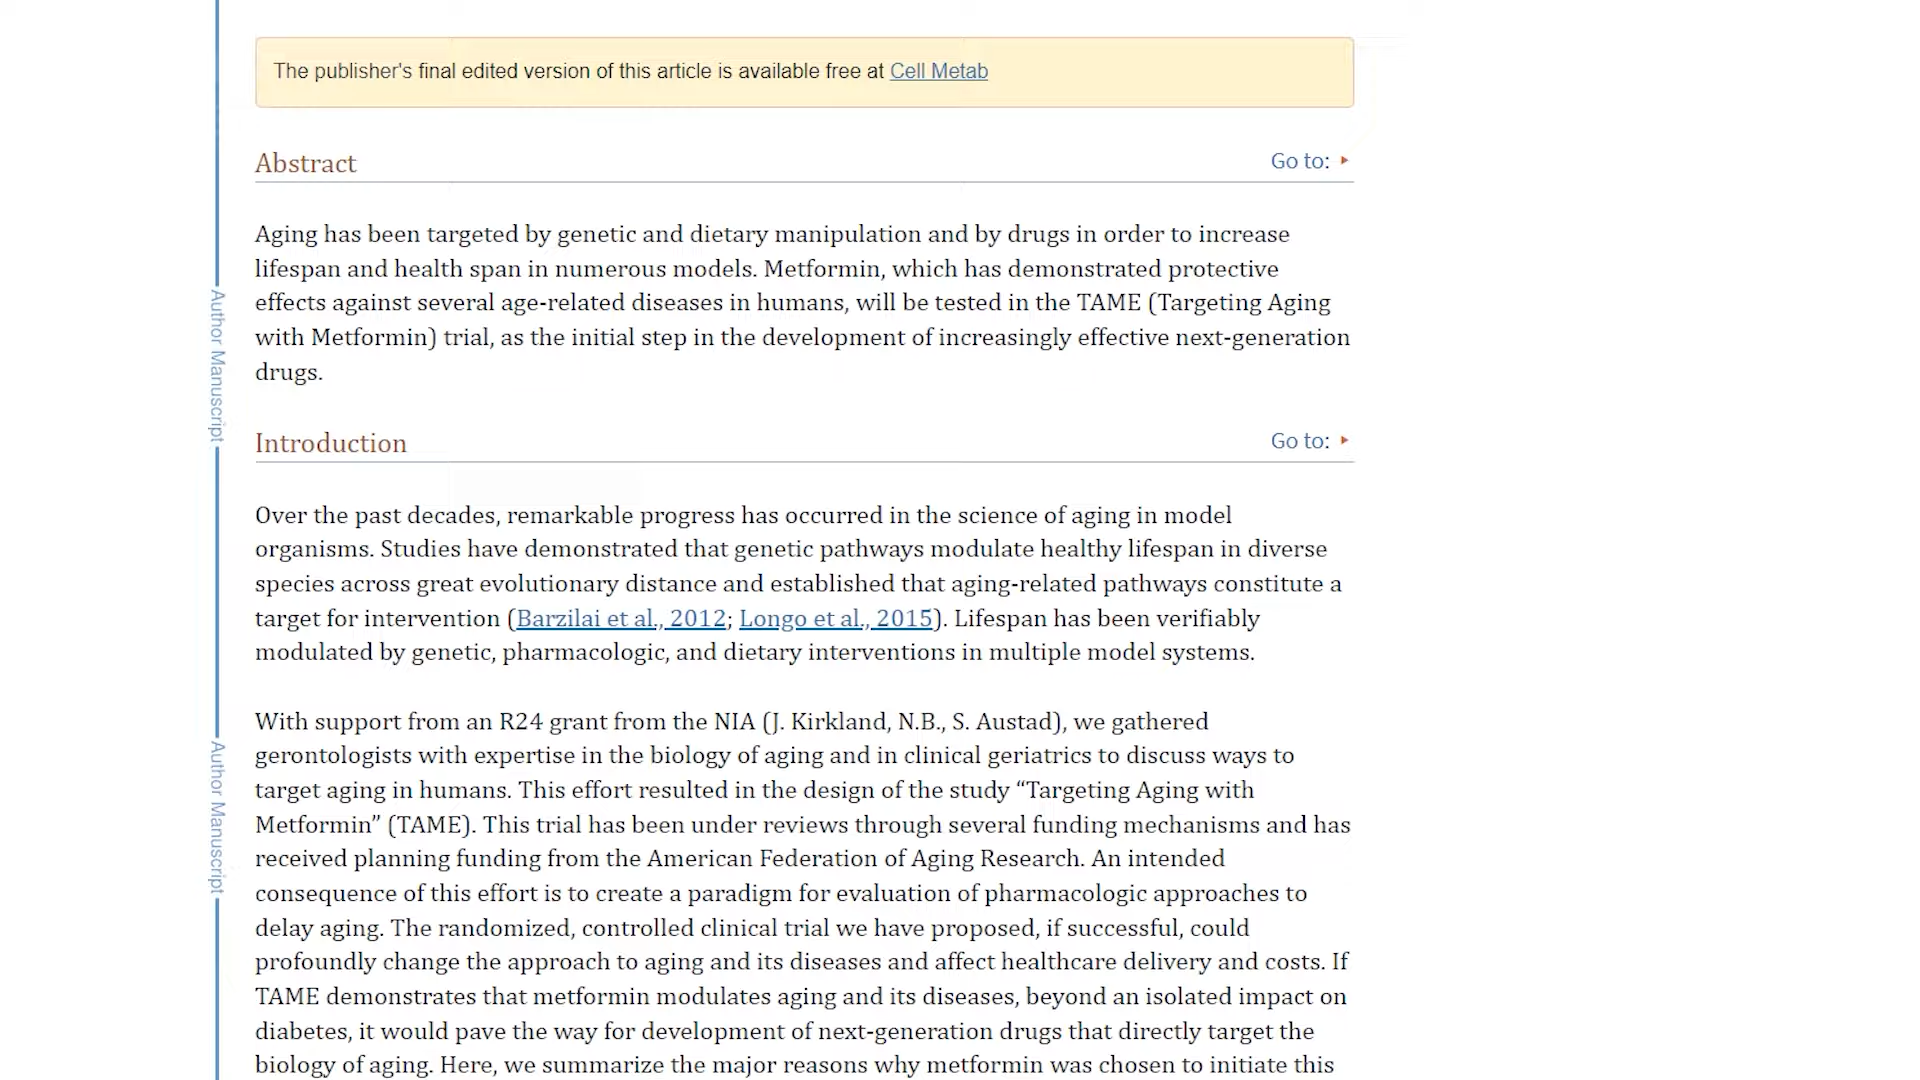 The publisher's final edited version of this article is available free at Cell Metab
Abstract
Go to:
Aging has been targeted by genetic and dietary manipulation and by drugs in order to increase
lifespan and health span in numerous models. Metformin, which has demonstrated protective
effects against several age-related diseases in humans, will be tested in the TAME (Targeting Aging
with Metformin) trial, as the initial step in the development of increasingly effective next-generation
drugs.
Author Manuscript
Introduction
Go to:
Over the past decades, remarkable progress has occurred in the science of aging in model
organisms. Studies have demonstrated that genetic pathways modulate healthy lifespan in diverse
species across great evolutionary distance and established that aging-related pathways constitute a
target for intervention (Barzilai et al., 2012; Longo et al., 2015). Lifespan has been verifiably
modulated by genetic, pharmacologic, and dietary interventions in multiple model systems.
With support from an R24 grant from the NIA (J. Kirkland, N.B., S. Austad), we gathered
gerontologists with expertise in the biology of aging and in clinical geriatrics to discuss ways to
target aging in humans. This effort resulted in the design of the study “Targeting Aging with
Metformin” (TAME). This trial has been under reviews through several funding mechanisms and has
received planning funding from the American Federation of Aging Research. An intended
consequence of this effort is to create a paradigm for evaluation of pharmacologic approaches to
delay aging. The randomized, controlled clinical trial we have proposed, if successful, could
profoundly change the approach to aging and its diseases and affect healthcare delivery and costs. If
TAME demonstrates that metformin modulates aging and its diseases, beyond an isolated impact on
diabetes, it would pave the way for development of next-generation drugs that directly target the
biology of aging. Here, we summarize the major reasons why metformin was chosen to initiate this
Author Manuscript